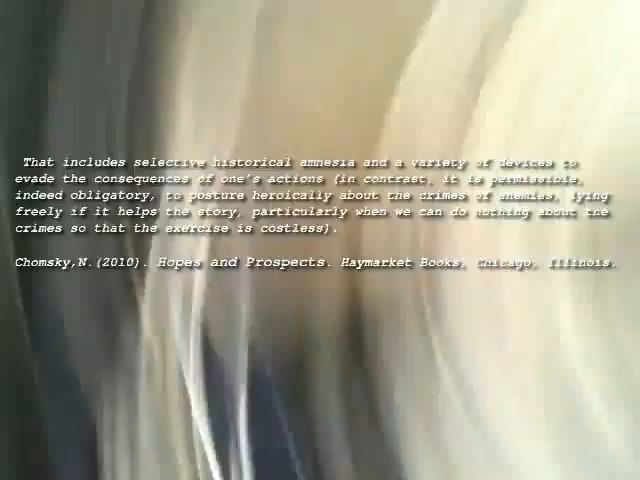 That includes selective historical amnesia and a variety of devices to
evade the consequences of one's actions (in contrast, it is permissible,
indeed obligatory, to posture heroically about the crimes of enemies, lying
freely if it helps the story, particularly when we can do nothing about the
crimes so that the exercise is costless).
Chomsky,N.(2010). Hopes and Prospects. Haymarket Books, Chicago, Illinois.